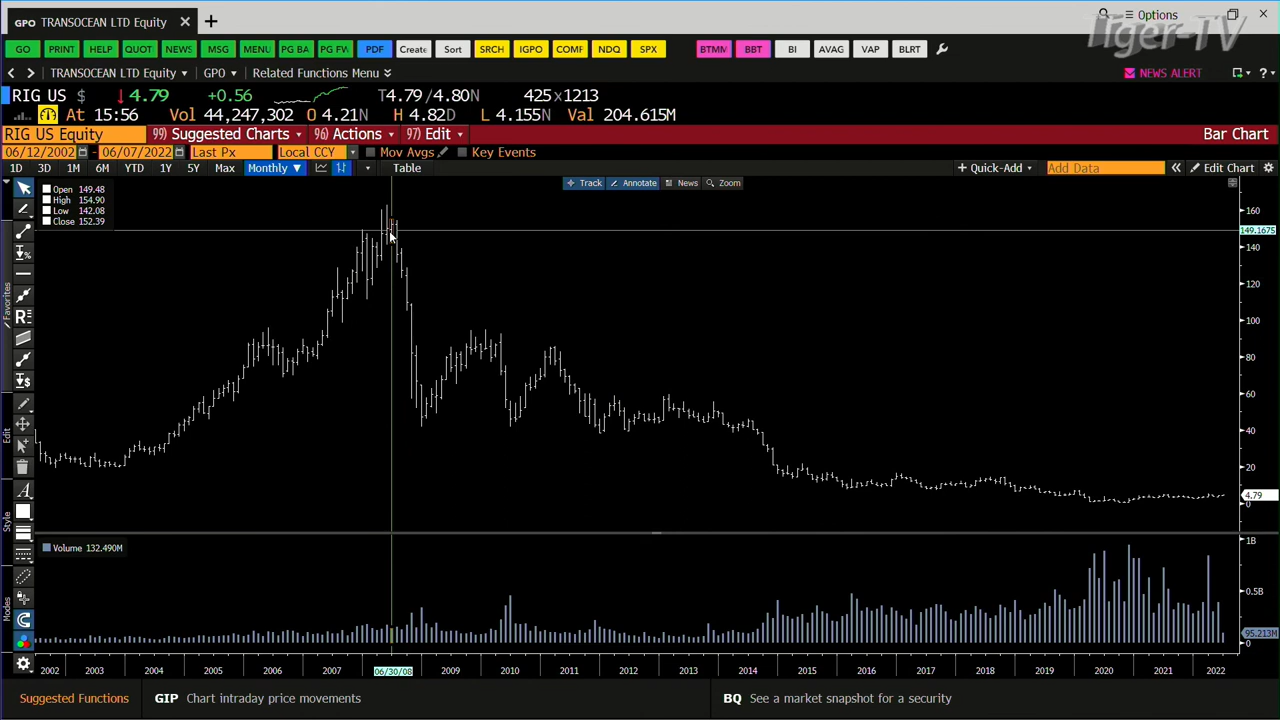 GPO TRANSOCEAN LTD Equity × +
Options
Tiger-TV
GO PRINT HELP QUOT NEWS MSG MENU PG BA PG FW PDF Create Sort SRCH IGPO COMP NDQ SPX BTMM BBT BI AVAG VAP BLRT
TRANSOCEAN LTD Equity GPO Related Functions Menu
NEWS ALERT
RIG US $ ↓4.79 +0.56 T4.79/4.80N 425x1213
At 15:56 Vol 44,247,302 O 4.21N H 4.82D L 4.155N Val 204.615M
RIG US Equity 99) Suggested Charts 96) Actions 97) Edit Bar Chart
06/12/2002 - 06/07/2022 Last Px Local CCY Mov Avgs Key Events
1D 3D 1M 6M YTD 1Y 5Y Max Monthly ▼ Table + Quick-Add Add Data « Edit Chart
Track Annotate News Zoom
Open 149.48
High 154.90
Low 142.08
Close 152.39
160
149.1675
140
120
100
80
60
40
20
4.79
0
Favorites
Edit
Style
Modes
Volume 132.490M
1B
0.5B
95.213M
0
2002 2003 2004 2005 2006 2007 06/30/08 2009 2010 2011 2012 2013 2014 2015 2016 2017 2018 2019 2020 2021 2022
Suggested Functions GIP Chart intraday price movements BQ See a market snapshot for a security